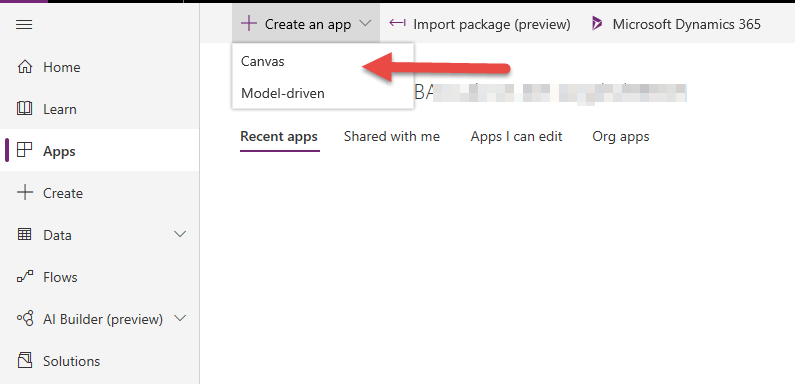 Create an app
Import package (preview)
Microsoft Dynamics 365
Canvas
Model-driven
BA
Recent apps
Shared with me
Apps I can edit
Org apps
Home
Learn
Apps
Create
Data
Flows
AI Builder (preview)
Solutions